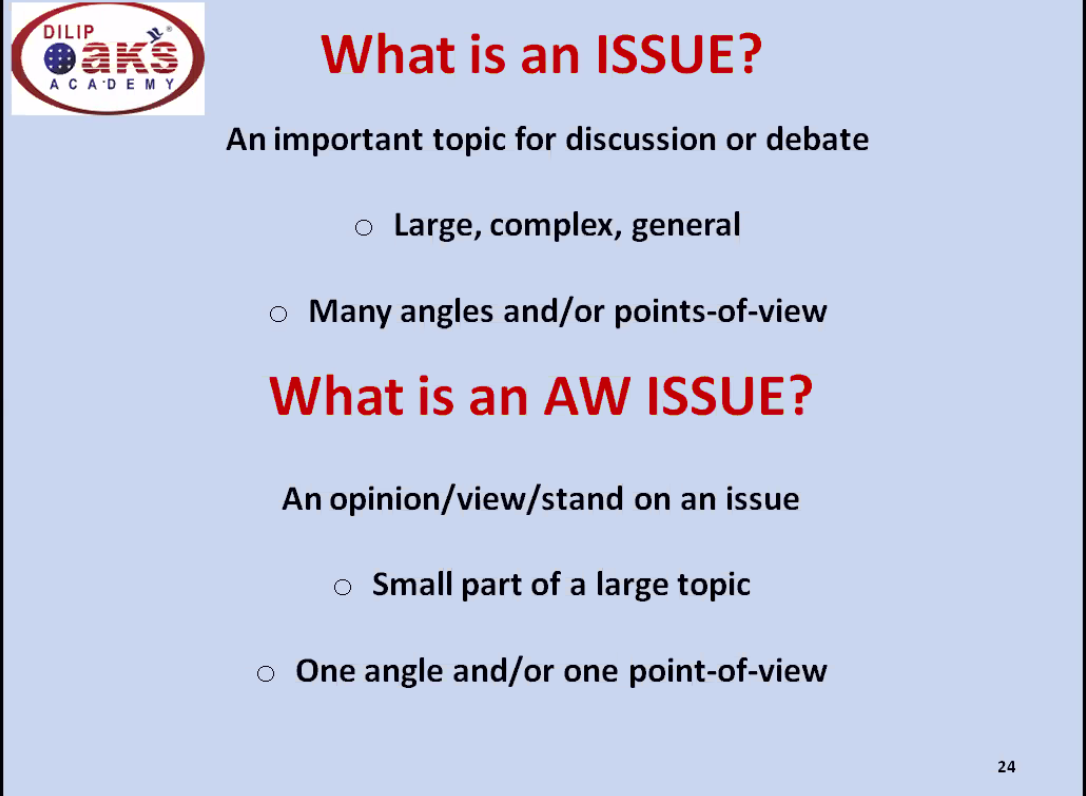 DILIP
Oak's
ACADEMY
What is an ISSUE?
An important topic for discussion or debate
o Large, complex, general
o Many angles and/or points-of-view
What is an AW ISSUE?
An opinion/view/stand on an issue
o Small part of a large topic
o One angle and/or one point-of-view
24